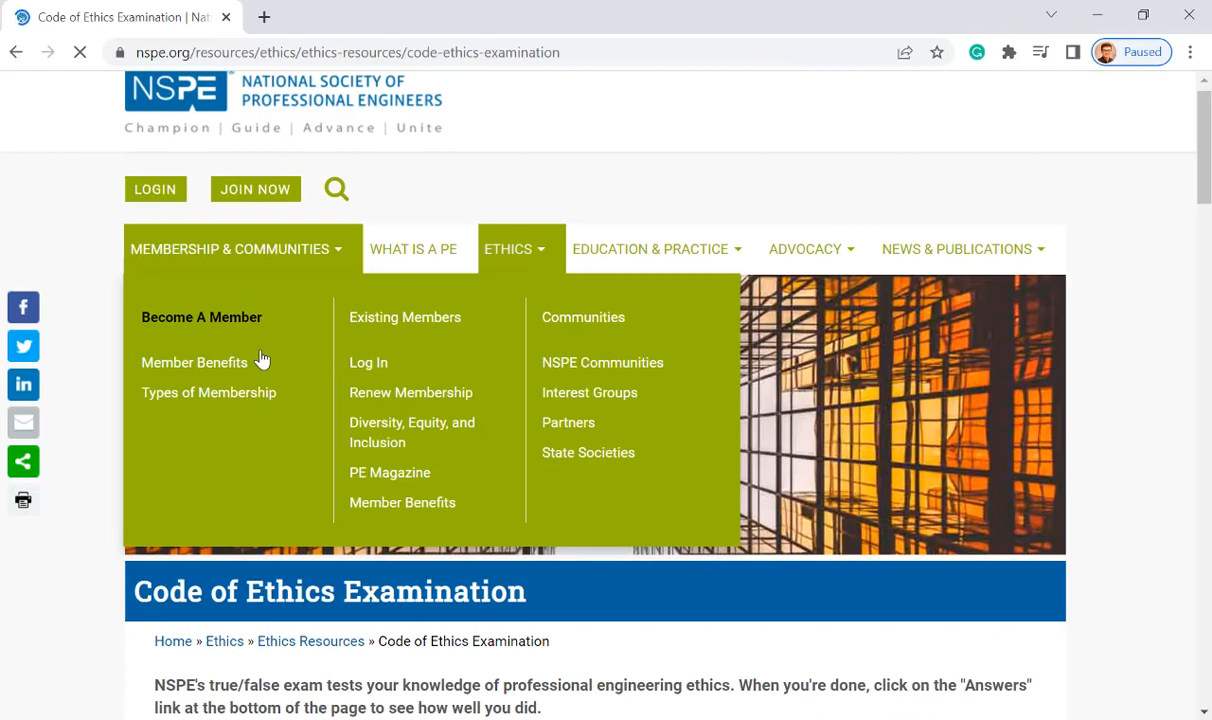 Code of Ethics Examination | Nat
nspe.org/resources/ethics/ethics-resources/code-ethics-examination
Paused
NSPE
NATIONAL SOCIETY OF
PROFESSIONAL ENGINEERS
Champion | Guide | Advance | Unite
LOGIN
JOIN NOW
MEMBERSHIP & COMMUNITIES
WHAT IS A PE
ETHICS
EDUCATION & PRACTICE
ADVOCACY
NEWS & PUBLICATIONS
Become A Member
Member Benefits
Types of Membership
Existing Members
Log In
Renew Membership
Diversity, Equity, and
Inclusion
PE Magazine
Member Benefits
Communities
NSPE Communities
Interest Groups
Partners
State Societies
Code of Ethics Examination
Home » Ethics » Ethics Resources » Code of Ethics Examination
NSPE's true/false exam tests your knowledge of professional engineering ethics. When you're done, click on the "Answers"
link at the bottom of the page to see how well you did.